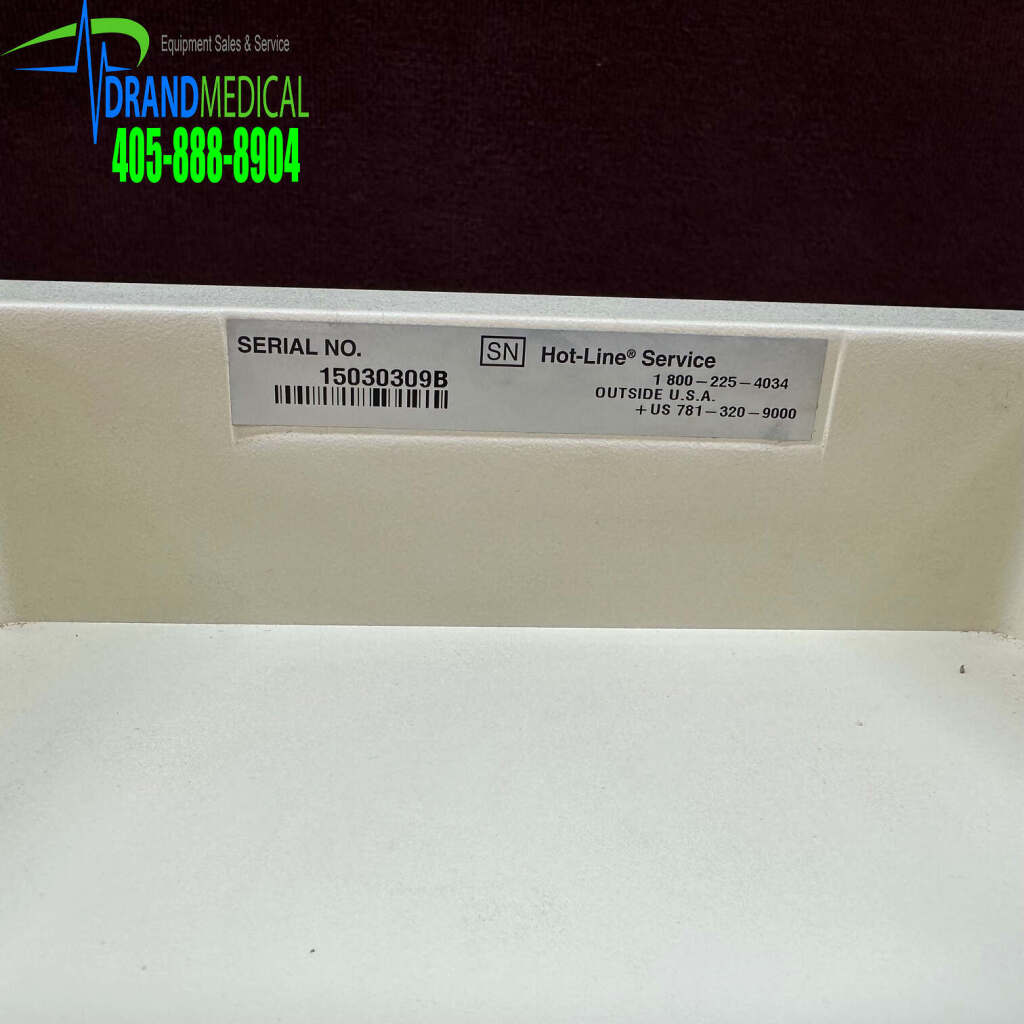 Equipment Sales & Service
DRANDMEDICAL
405-888-8904
SERIAL NO.
15030309B
SN Hot-Line® Service
1 800-225-4034
OUTSIDE U.S.A.
+US 781-320-9000